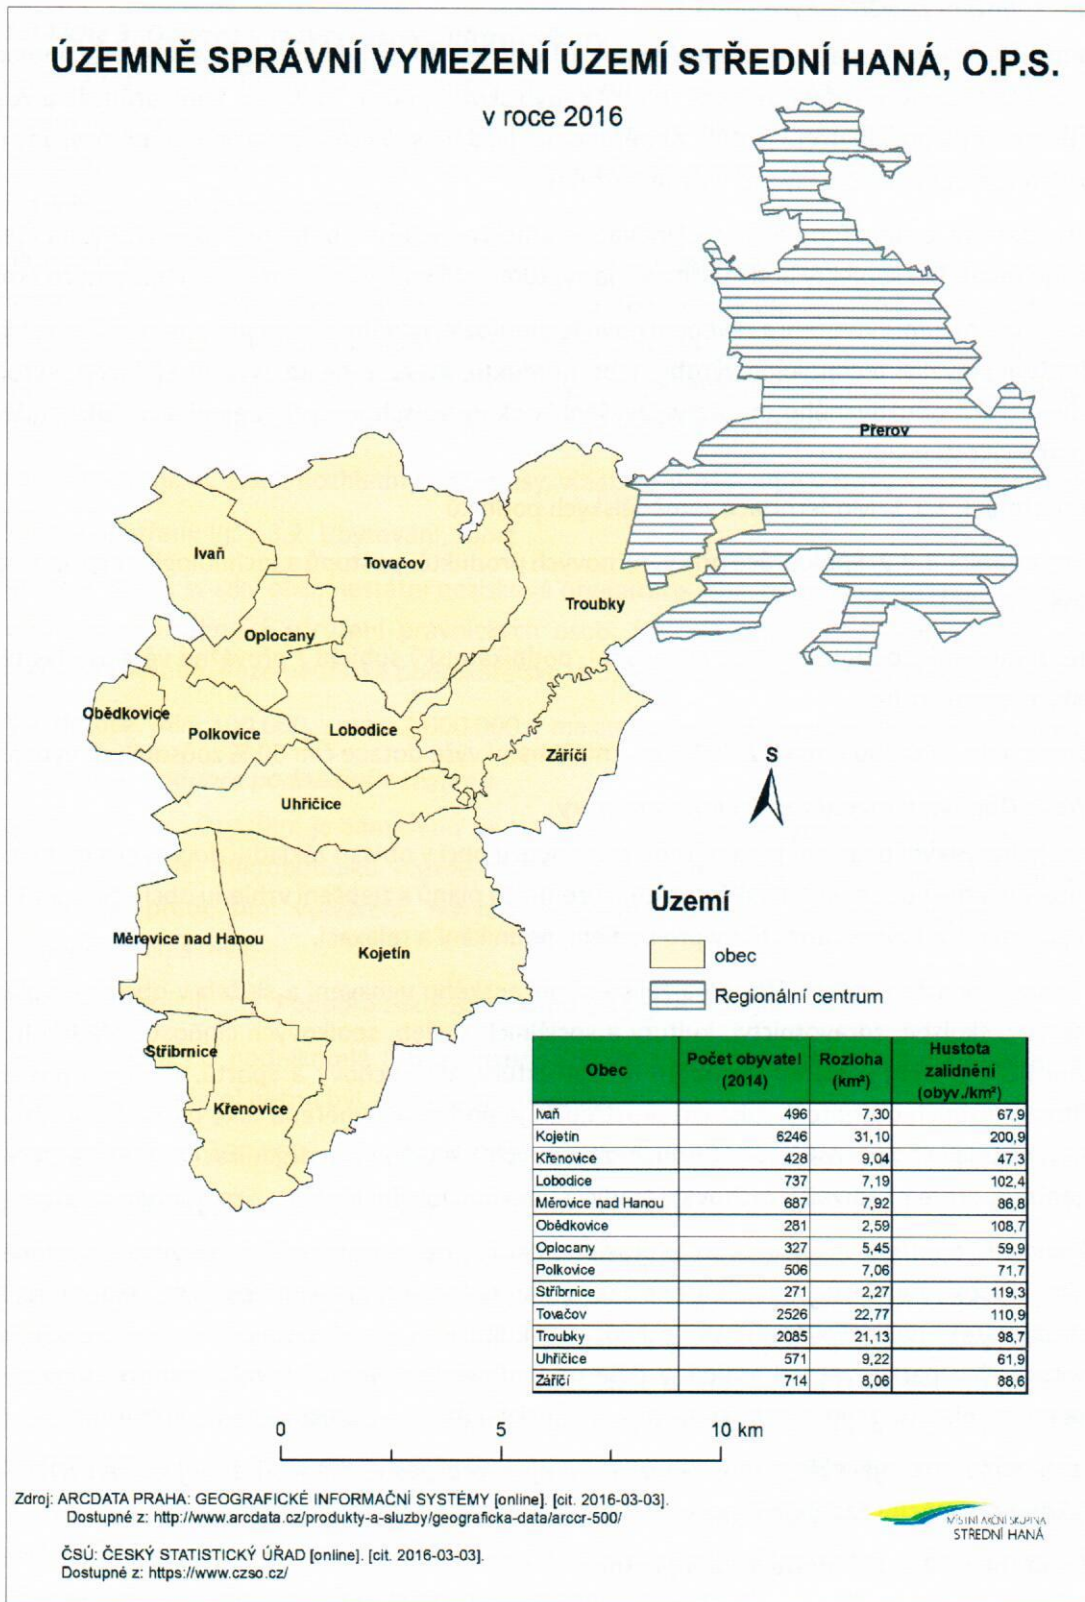 ÚZEMNĚ SPRÁVNÍ VYMEZENÍ ÚZEMÍ STŘEDNÍ HANÁ, O.P.S.
v roce 2016
Přerov
Ivaň
Tovačov
Troubky
Oplocany
Obědkovice
Polkovice
Lobodice
Záříčí
Uhřičice
Měrovice nad Hanou
Kojetín
Stříbrnice
Křenovice
S
Území
obec
Regionální centrum
Obec Počet obyvatel (2014) Rozloha (km²) Hustota zalidnění (obyv./km²)
Ivaň 496 7,30 67,9
Kojetín 6246 31,10 200,9
Křenovice 428 9,04 47,3
Lobodice 737 7,19 102,4
Měrovice nad Hanou 687 7,92 86,8
Obědkovice 281 2,59 108,7
Oplocany 327 5,45 59,9
Polkovice 506 7,06 71,7
Stříbrnice 271 2,27 119,3
Tovačov 2526 22,77 110,9
Troubky 2085 21,13 98,7
Uhřičice 571 9,22 61,9
Záříčí 714 8,06 88,6
0 5 10 km
Zdroj: ARCDATA PRAHA: GEOGRAFICKÉ INFORMAČNÍ SYSTÉMY [online]. [cit. 2016-03-03].
Dostupné z: http://www.arcdata.cz/produkty-a-sluzby/geograficka-data/arccr-500/
ČSÚ: ČESKÝ STATISTICKÝ ÚŘAD [online]. [cit. 2016-03-03].
Dostupné z: https://www.czso.cz/
MÍSTNÍ AKČNÍ SKUPINA
STŘEDNÍ HANÁ